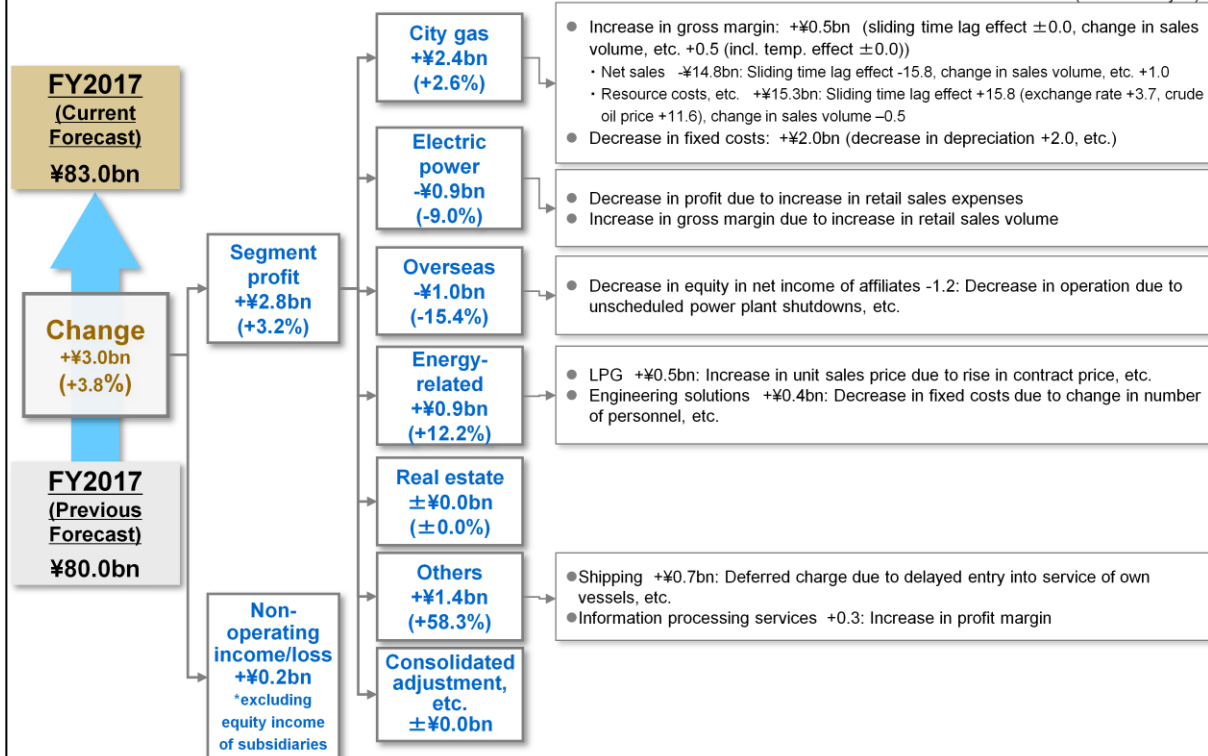 FY2017
(Current
Forecast)
¥83.0bn
Change
+¥3.0bn
(+3.8%)
FY2017
(Previous
Forecast)
¥80.0bn
Segment
profit
+¥2.8bn
(+3.2%)
Non-
operating
income/loss
+¥0.2bn
*excluding
equity income
of subsidiaries
City gas
+¥2.4bn
(+2.6%)
● Increase in gross margin: +¥0.5bn (sliding time lag effect ±0.0, change in sales
volume, etc. +0.5 (incl. temp. effect ±0.0))
・Net sales -¥14.8bn: Sliding time lag effect -15.8, change in sales volume, etc. +1.0
・Resource costs, etc. +¥15.3bn: Sliding time lag effect +15.8 (exchange rate +3.7, crude
oil price +11.6), change in sales volume –0.5
● Decrease in fixed costs: +¥2.0bn (decrease in depreciation +2.0, etc.)
Electric
power
-¥0.9bn
(-9.0%)
● Decrease in profit due to increase in retail sales expenses
● Increase in gross margin due to increase in retail sales volume
Overseas
-¥1.0bn
(-15.4%)
● Decrease in equity in net income of affiliates -1.2: Decrease in operation due to
unscheduled power plant shutdowns, etc.
Energy-
related
+¥0.9bn
(+12.2%)
● LPG +¥0.5bn: Increase in unit sales price due to rise in contract price, etc.
● Engineering solutions +¥0.4bn: Decrease in fixed costs due to change in number
of personnel, etc.
Real estate
±¥0.0bn
(±0.0%)
Others
+¥1.4bn
(+58.3%)
●Shipping +¥0.7bn: Deferred charge due to delayed entry into service of own
vessels, etc.
●Information processing services +0.3: Increase in profit margin
Consolidated
adjustment,
etc.
±¥0.0bn